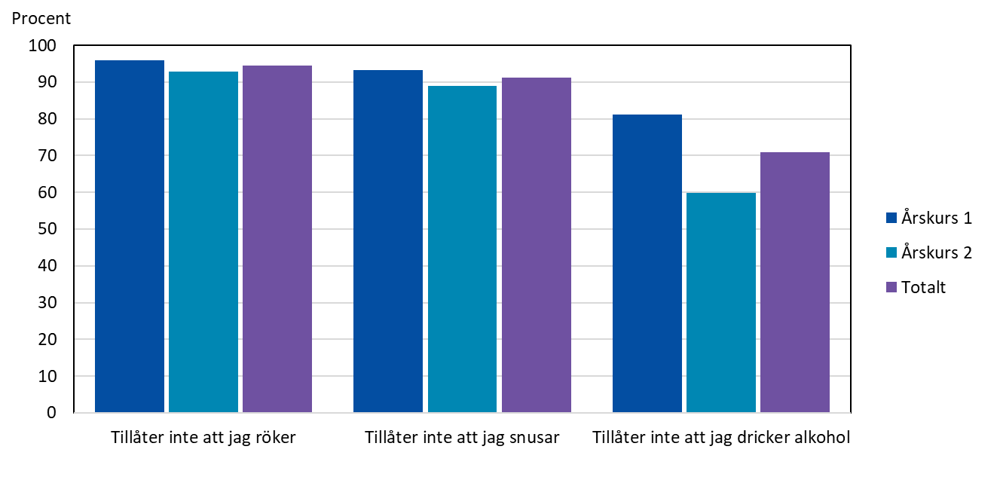 Procent
100
90
80
70
60
50
40
30
20
10
0
Tillåter inte att jag röker
Tillåter inte att jag snusar
Tillåter inte att jag dricker alkohol
Årskurs 1
Årskurs 2
Totalt